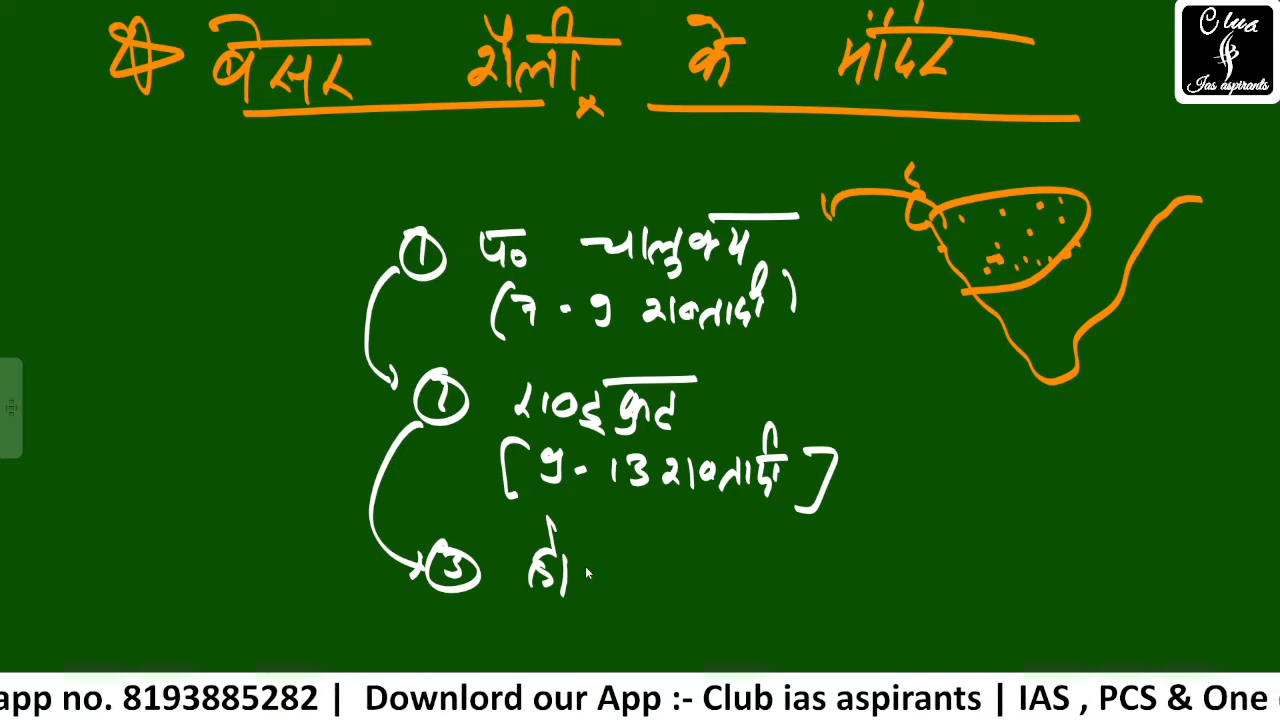 बेसर शैली के मंदिर
Club
Ias aspirants
① प० चालुक्य
(7 - 9 शताब्दी)
② राष्ट्रकुट
[9 - 13 शताब्दी]
③ हो
app no. 8193885282 | Downlord our App :- Club ias aspirants | IAS , PCS & One